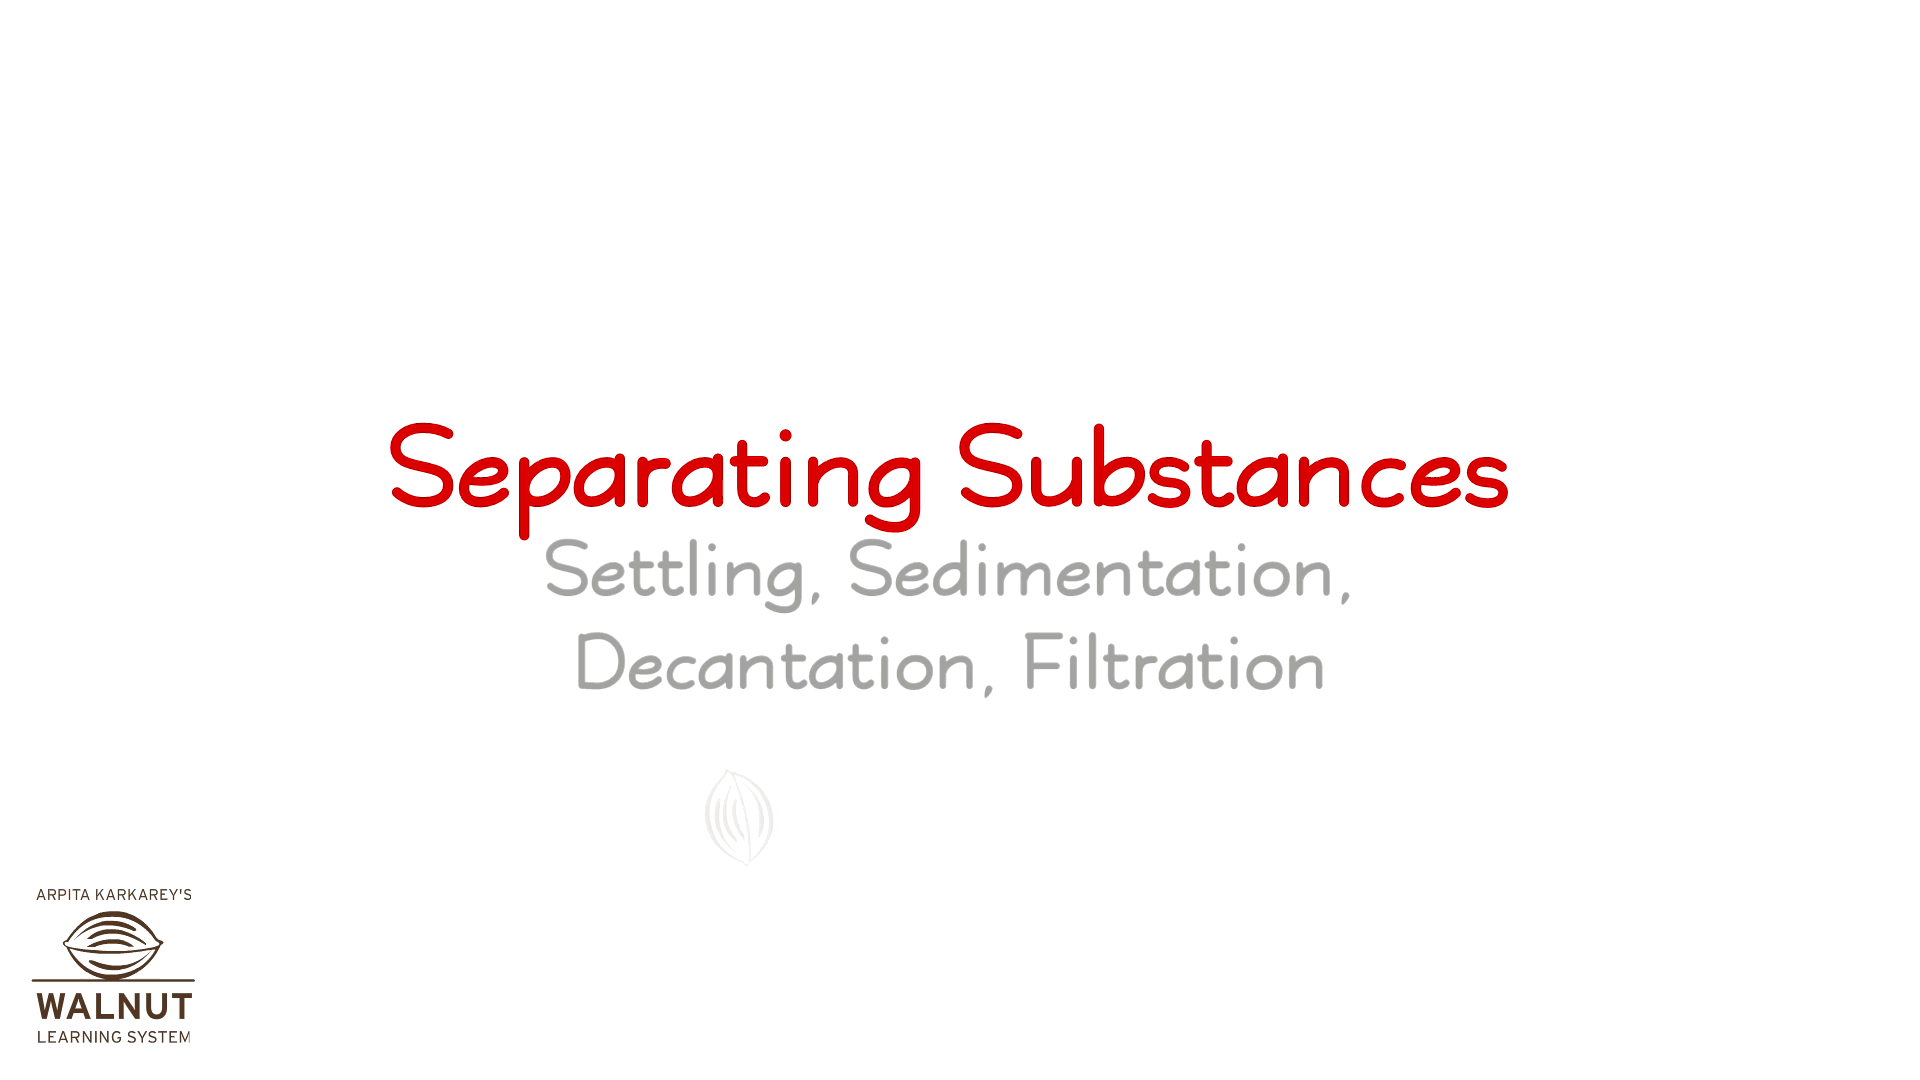 Separating Substances
Settling, Sedimentation,
Decantation, Filtration
ARPITA KARKAREY'S
WALNUT
LEARNING SYSTEM